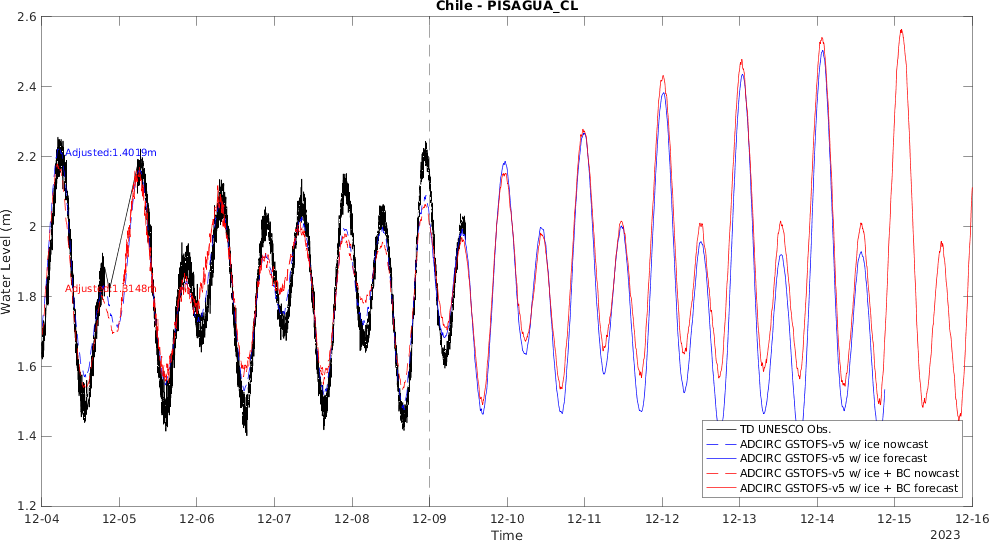 Chile - PISAGUA_CL
Water Level (m)
2.6
2.4
2.2
2
1.8
1.6
1.4
1.2
Adjusted:1.4019m
Adjusted:1.3148m
TD UNESCO Obs.
ADCIRC GSTOFS-v5 w/ ice nowcast
ADCIRC GSTOFS-v5 w/ ice forecast
ADCIRC GSTOFS-v5 w/ ice + BC nowcast
ADCIRC GSTOFS-v5 w/ ice + BC forecast
12-04 12-05 12-06 12-07 12-08 12-09 12-10 12-11 12-12 12-13 12-14 12-15 12-16
Time
2023